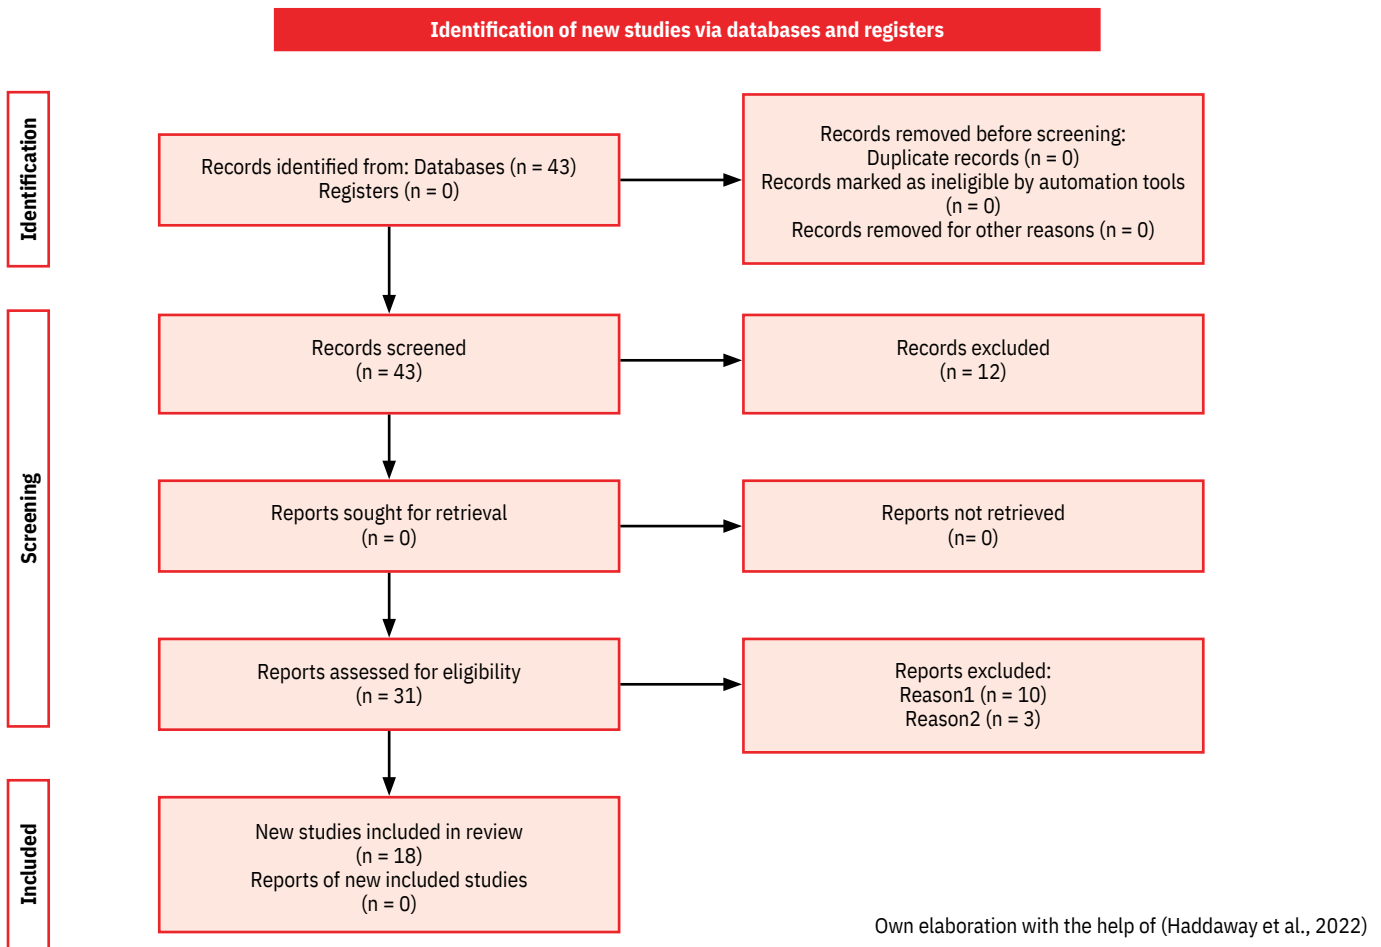 Identification of new studies via databases and registers
Identification
Records identified from: Databases (n = 43)
Registers (n = 0)
Records removed before screening:
Duplicate records (n = 0)
Records marked as ineligible by automation tools
(n = 0)
Records removed for other reasons (n = 0)
Screening
Records screened
(n = 43)
Records excluded
(n = 12)
Reports sought for retrieval
(n = 0)
Reports not retrieved
(n= 0)
Reports assessed for eligibility
(n = 31)
Reports excluded:
Reason1 (n = 10)
Reason2 (n = 3)
Included
New studies included in review
(n = 18)
Reports of new included studies
(n = 0)
Own elaboration with the help of (Haddaway et al., 2022)